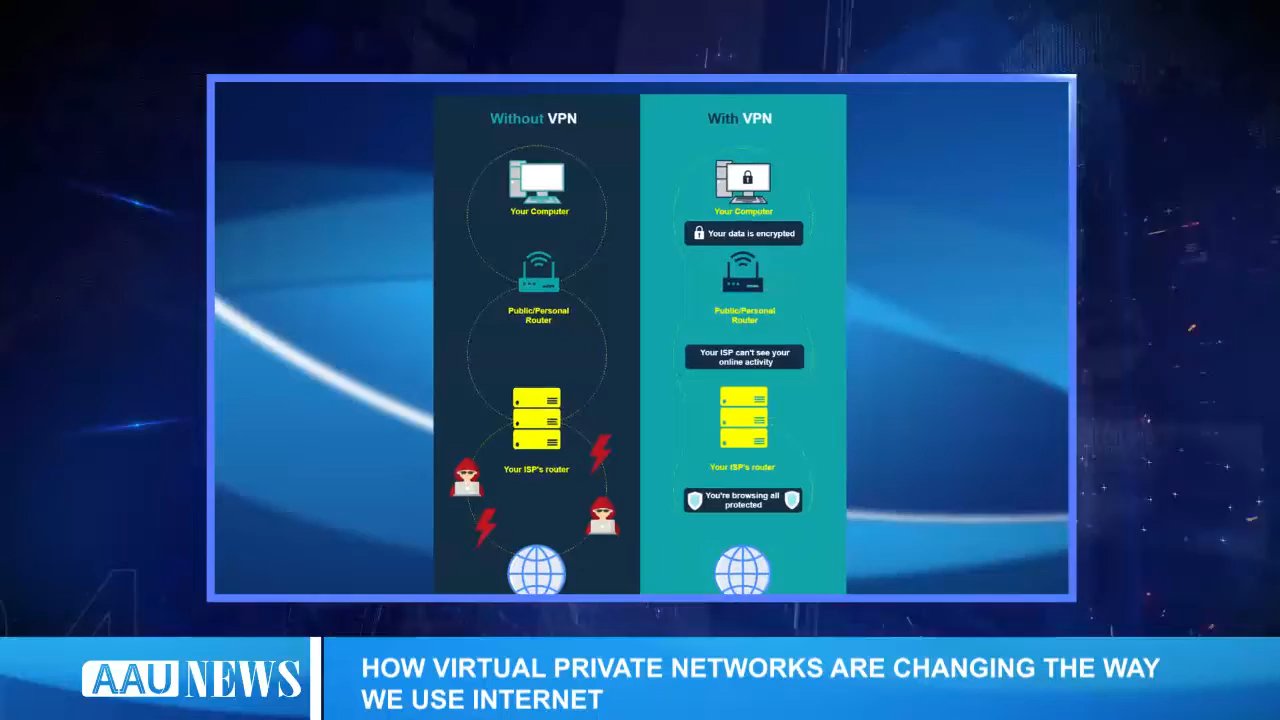 Without VPN
Your Computer
Public/Personal
Router
Your ISP's router
With VPN
Your Computer
Your data is encrypted
Public/Personal
Router
Your ISP can't see your
online activity
Your ISP's router
You're browsing all
protected
AAU NEWS
HOW VIRTUAL PRIVATE NETWORKS ARE CHANGING THE WAY
WE USE INTERNET